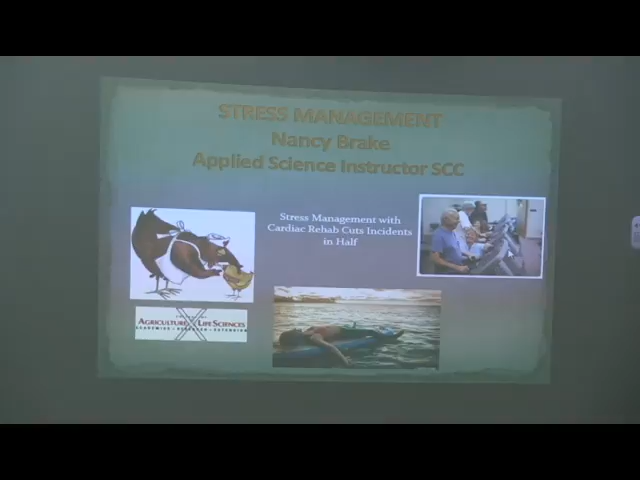 STRESS MANAGEMENT
Nancy Brake
Applied Science Instructor SCC
Stress Management with
Cardiac Rehab Cuts Incidents
in Half
AGRICULTURE & LIFE SCIENCES